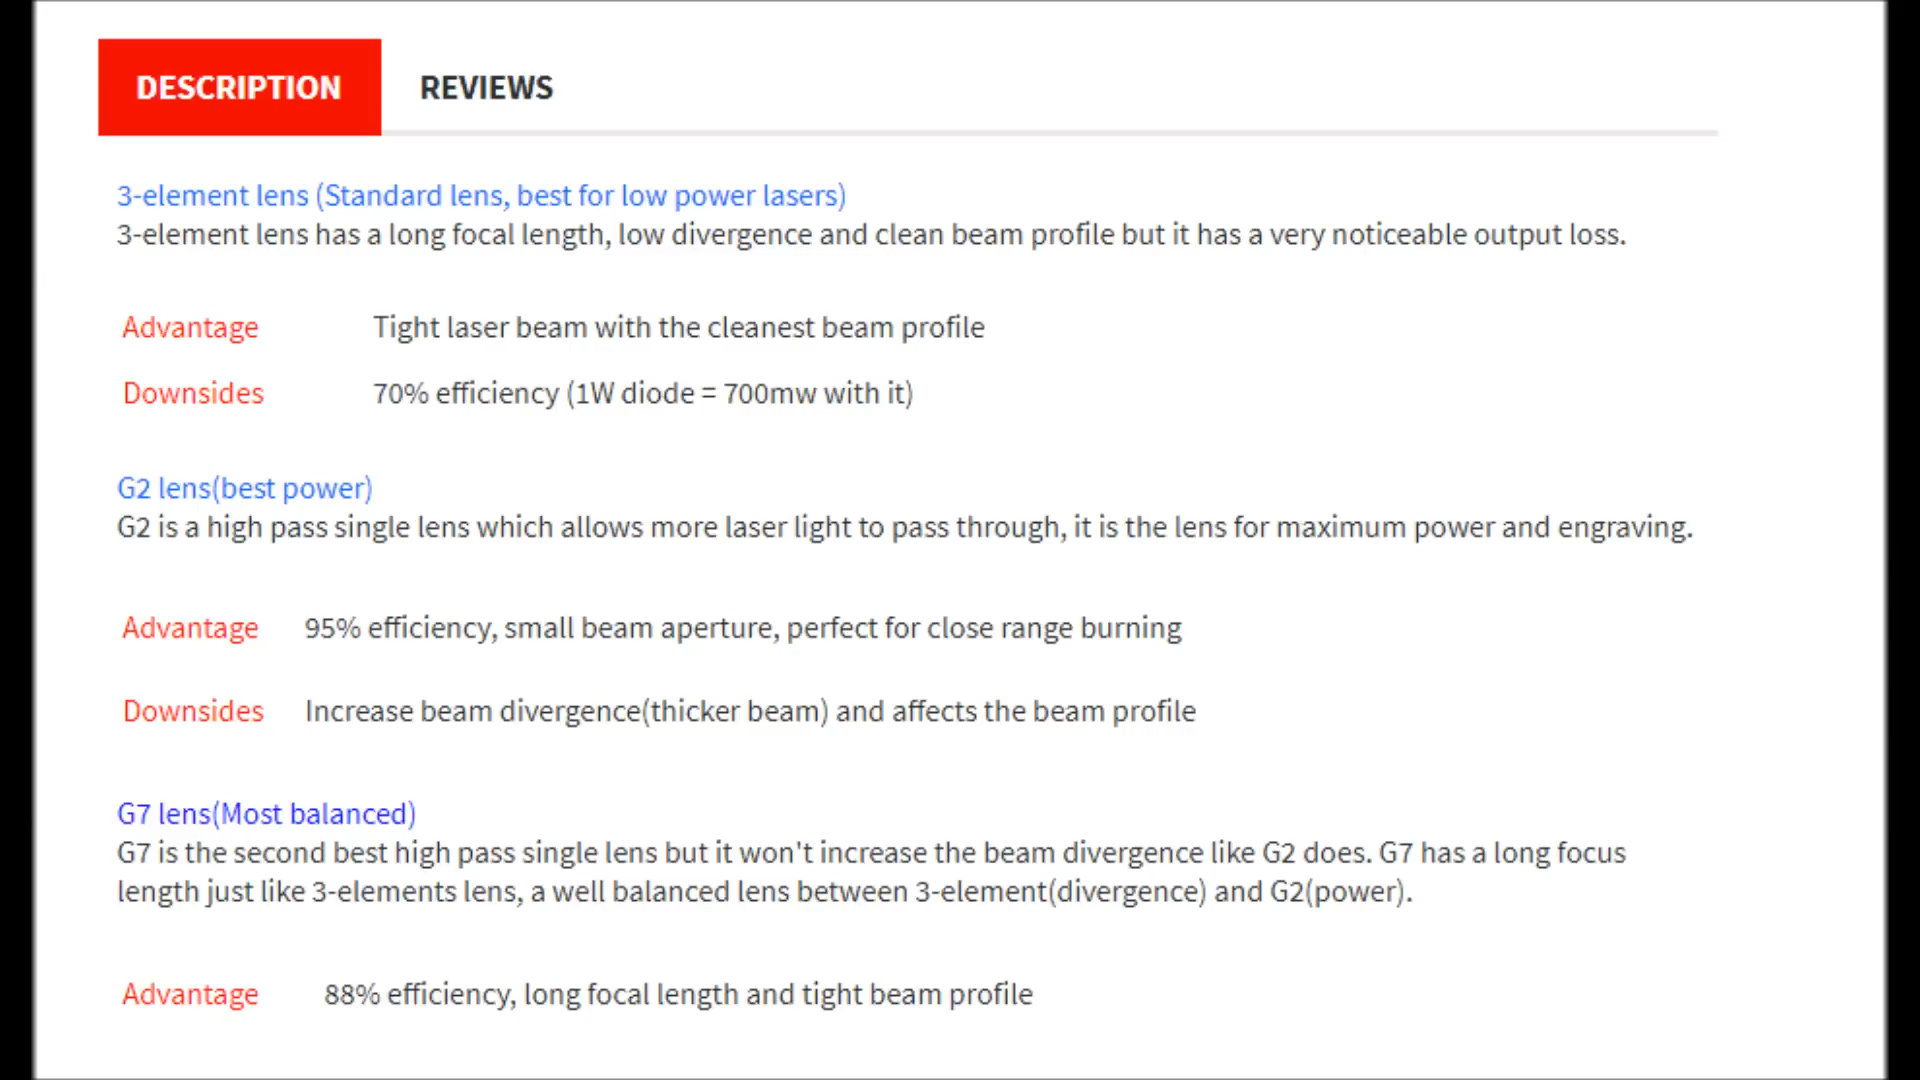 DESCRIPTION REVIEWS
3-element lens (Standard lens, best for low power lasers)
3-element lens has a long focal length, low divergence and clean beam profile but it has a very noticeable output loss.
Advantage Tight laser beam with the cleanest beam profile
Downsides 70% efficiency (1W diode = 700mw with it)
G2 lens(best power)
G2 is a high pass single lens which allows more laser light to pass through, it is the lens for maximum power and engraving.
Advantage 95% efficiency, small beam aperture, perfect for close range burning
Downsides Increase beam divergence(thicker beam) and affects the beam profile
G7 lens(Most balanced)
G7 is the second best high pass single lens but it won't increase the beam divergence like G2 does. G7 has a long focus
length just like 3-elements lens, a well balanced lens between 3-element(divergence) and G2(power).
Advantage 88% efficiency, long focal length and tight beam profile